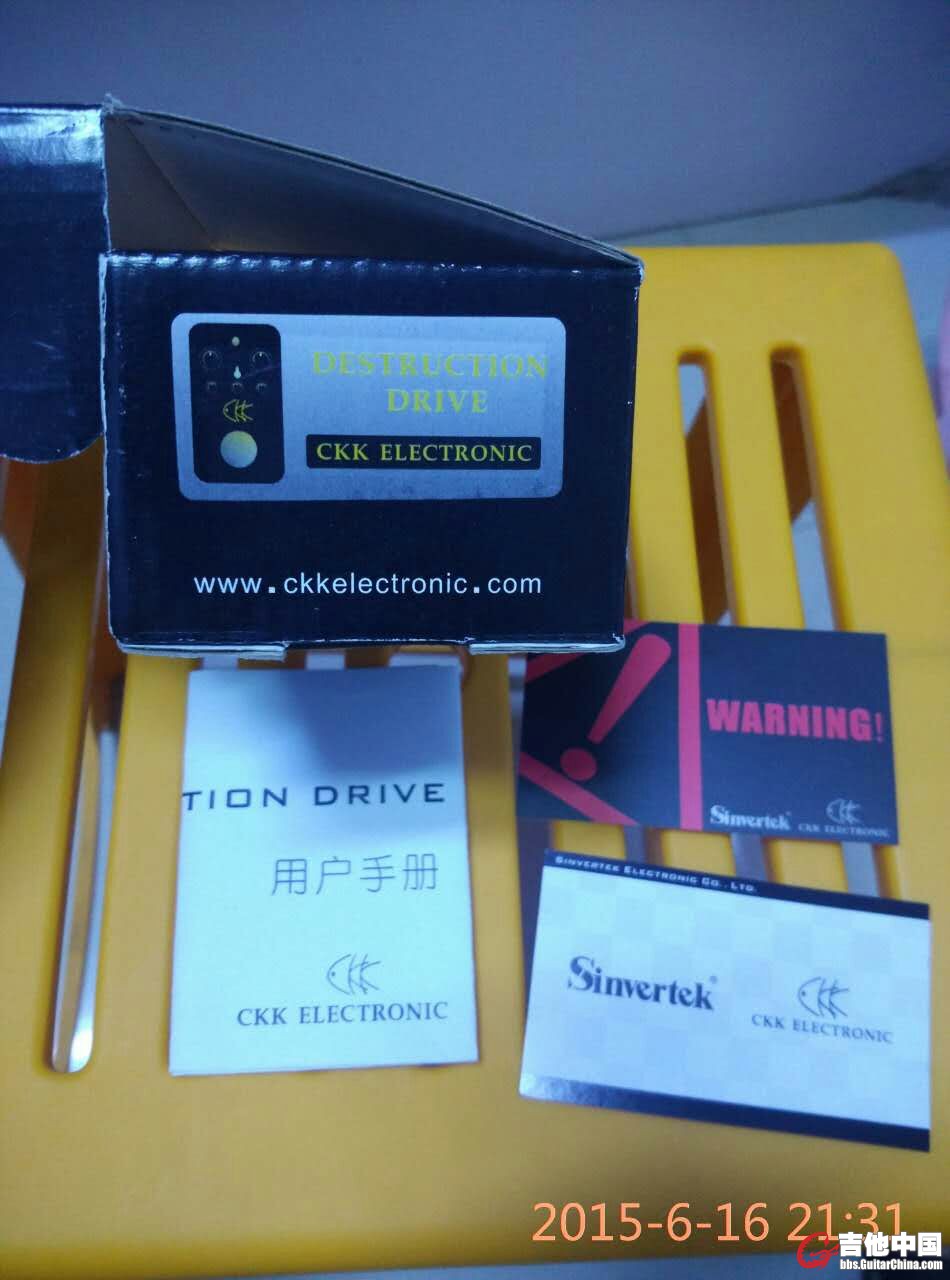 DESTRUCTION
DRIVE
CKK ELECTRONIC
www.ckkelectronic.com
TION DRIVE
用户手册
CKK ELECTRONIC
WARNING!
Sinvertek® CKK ELECTRONIC
SINVERTEK ELECTRONIC CO., LTD.
Sinvertek®
CKK ELECTRONIC
2015-6-16 21:31
吉他中国
bbs.GuitarChina.com